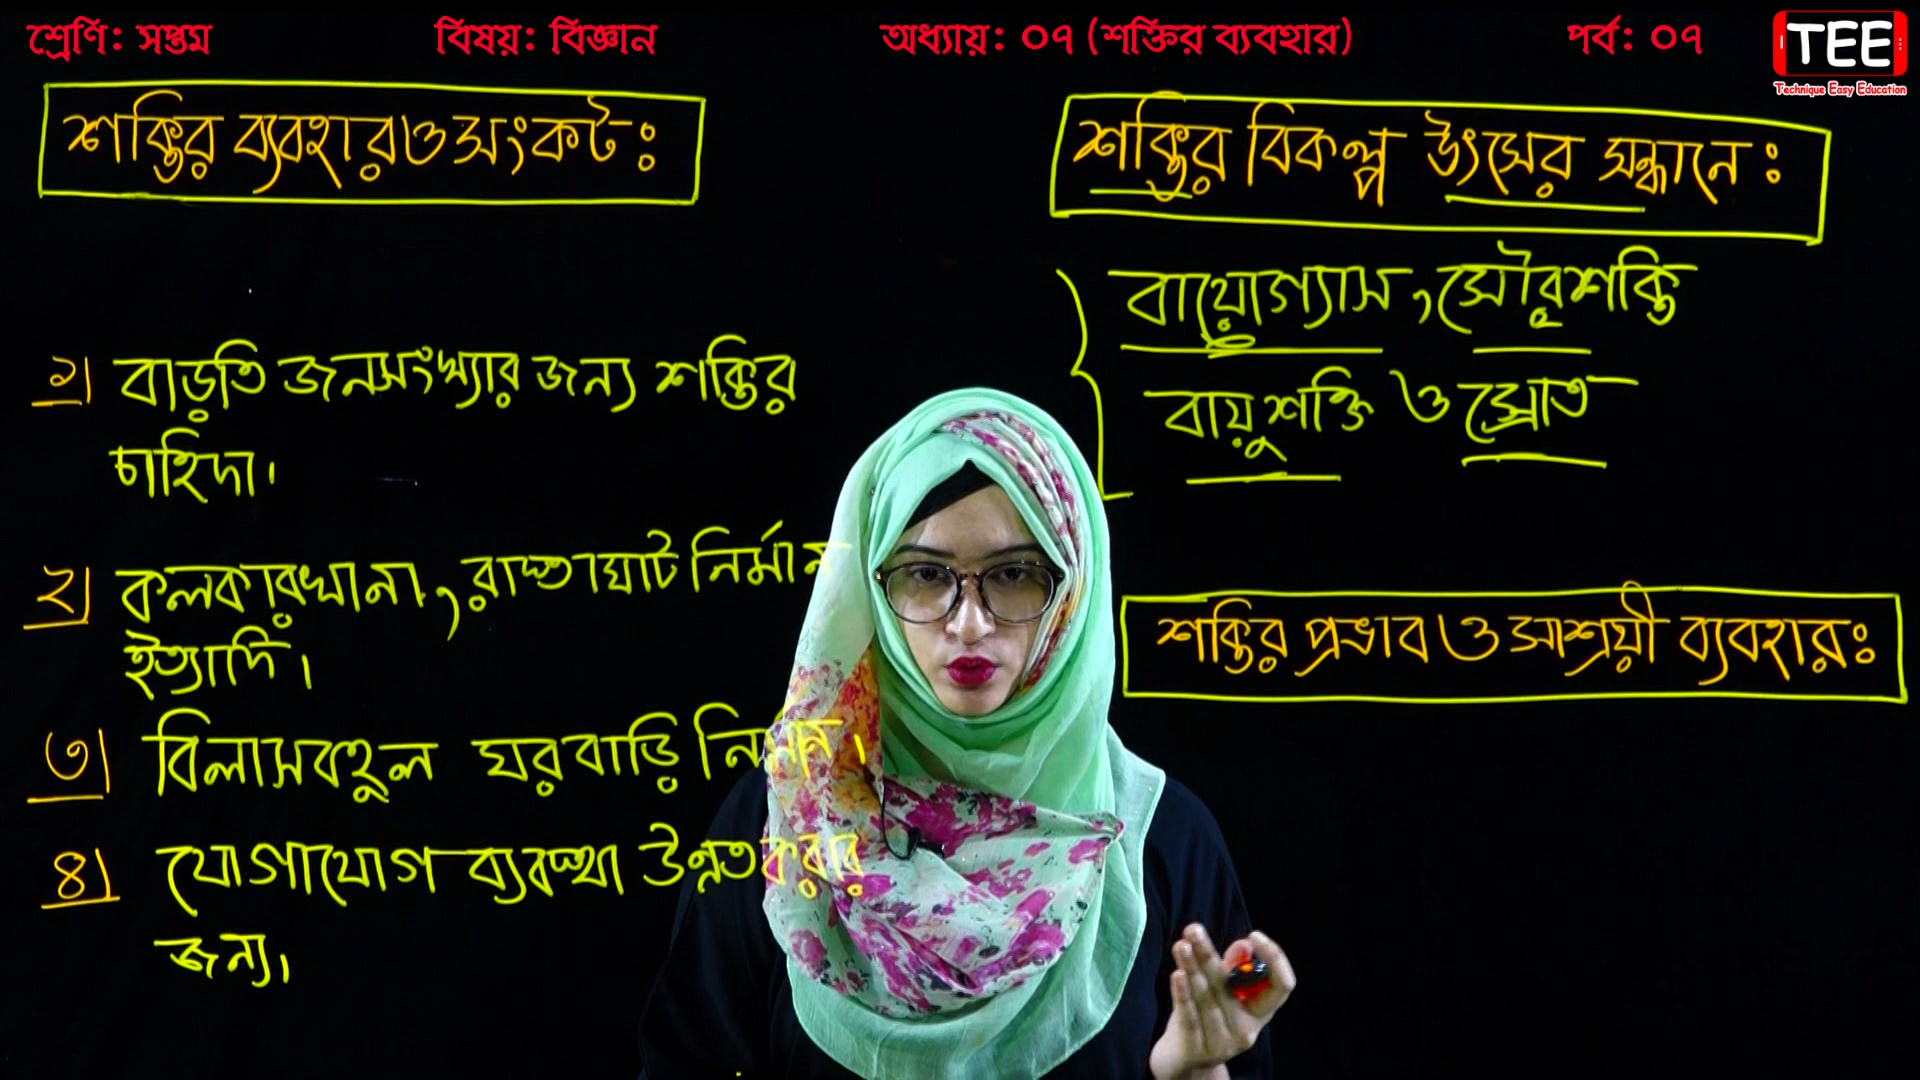 শ্রেণি: সপ্তম
বিষয়: বিজ্ঞান
অধ্যায়: ০৭ (শক্তির ব্যবহার)
পর্ব: ০৭
TEE
Technique Easy Education
শক্তির ব্যবহার ও সংকট:
১। বাড়তি জনসংখ্যার জন্য শক্তির
চাহিদা।
২। কলকারখানা, রাস্তাঘাট নির্মান
ইত্যাদি।
৩। বিলাসবহুল ঘরবাড়ি নির্মান।
৪। যোগাযোগ ব্যবস্থা উন্নত করার
জন্য।
শক্তির বিকল্প উৎসের সন্ধানে:
বায়োগ্যাস, সৌরশক্তি
বায়ু শক্তি ও স্রোত
শক্তির প্রভাব ও সাশ্রয়ী ব্যবহার: